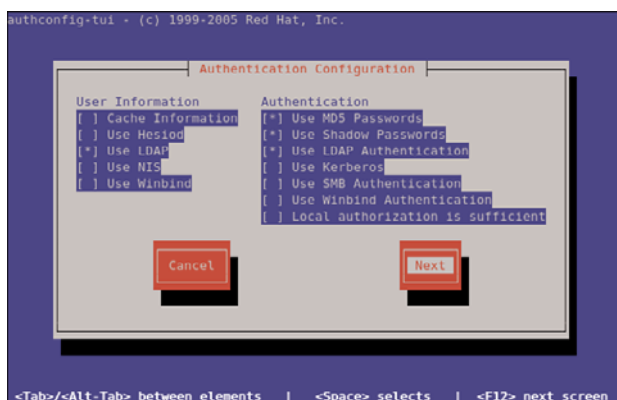 authconfig-tui - (c) 1999-2005 Red Hat, Inc.
Authentication Configuration
User Information
[ ] Cache Information
[ ] Use Hesiod
[*] Use LDAP
[ ] Use NIS
[ ] Use Winbind
Authentication
[*] Use MD5 Passwords
[*] Use Shadow Passwords
[*] Use LDAP Authentication
[ ] Use Kerberos
[ ] Use SMB Authentication
[ ] Use Winbind Authentication
[ ] Local authorization is sufficient
Cancel
Next
<Tab>/<Alt-Tab> between elements | <Space> selects | <F12> next screen